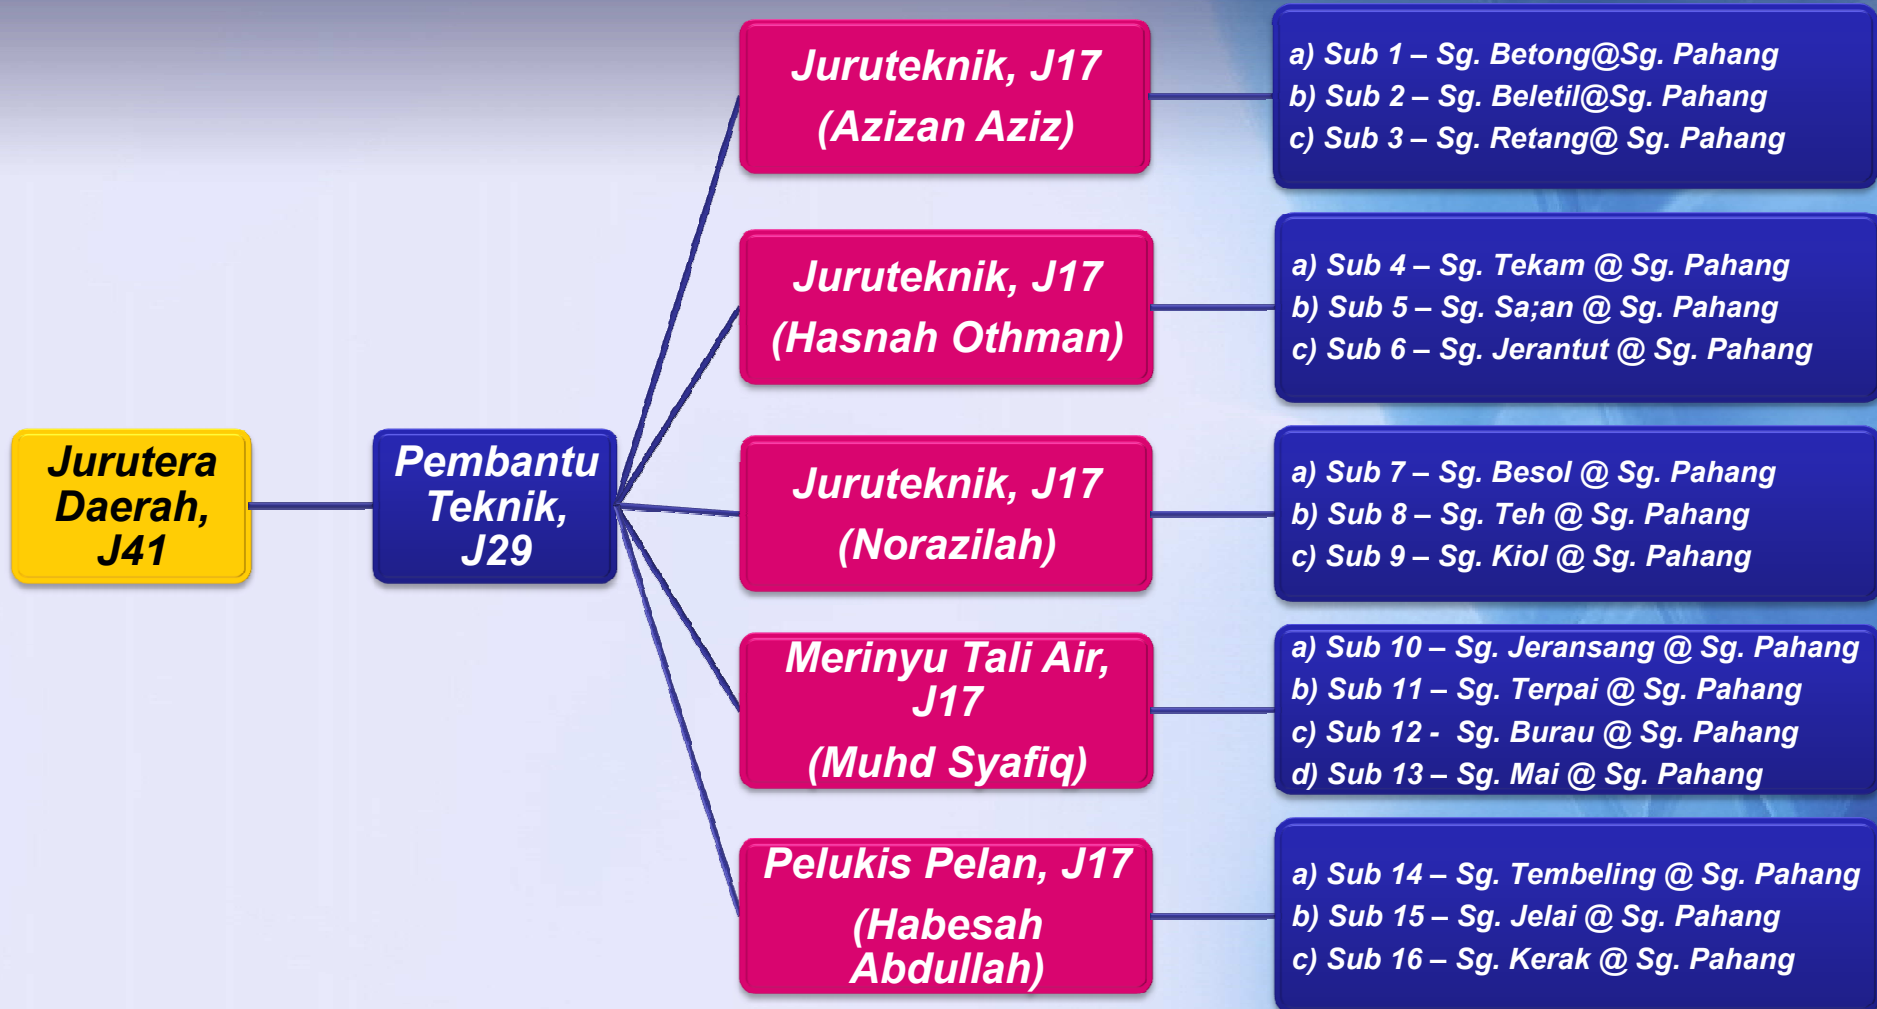 Jurutera
Daerah,
J41
Pembantu
Teknik,
J29
Juruteknik, J17
(Azizan Aziz)
a) Sub 1 – Sg. Betong@Sg. Pahang
b) Sub 2 – Sg. Beletil@Sg. Pahang
c) Sub 3 – Sg. Retang@ Sg. Pahang
Juruteknik, J17
(Hasnah Othman)
a) Sub 4 – Sg. Tekam @ Sg. Pahang
b) Sub 5 – Sg. Sa;an @ Sg. Pahang
c) Sub 6 – Sg. Jerantut @ Sg. Pahang
Juruteknik, J17
(Norazilah)
a) Sub 7 – Sg. Besol @ Sg. Pahang
b) Sub 8 – Sg. Teh @ Sg. Pahang
c) Sub 9 – Sg. Kiol @ Sg. Pahang
Merinyu Tali Air,
J17
(Muhd Syafiq)
a) Sub 10 – Sg. Jeransang @ Sg. Pahang
b) Sub 11 – Sg. Terpai @ Sg. Pahang
c) Sub 12 - Sg. Burau @ Sg. Pahang
d) Sub 13 – Sg. Mai @ Sg. Pahang
Pelukis Pelan, J17
(Habesah
Abdullah)
a) Sub 14 – Sg. Tembeling @ Sg. Pahang
b) Sub 15 – Sg. Jelai @ Sg. Pahang
c) Sub 16 – Sg. Kerak @ Sg. Pahang